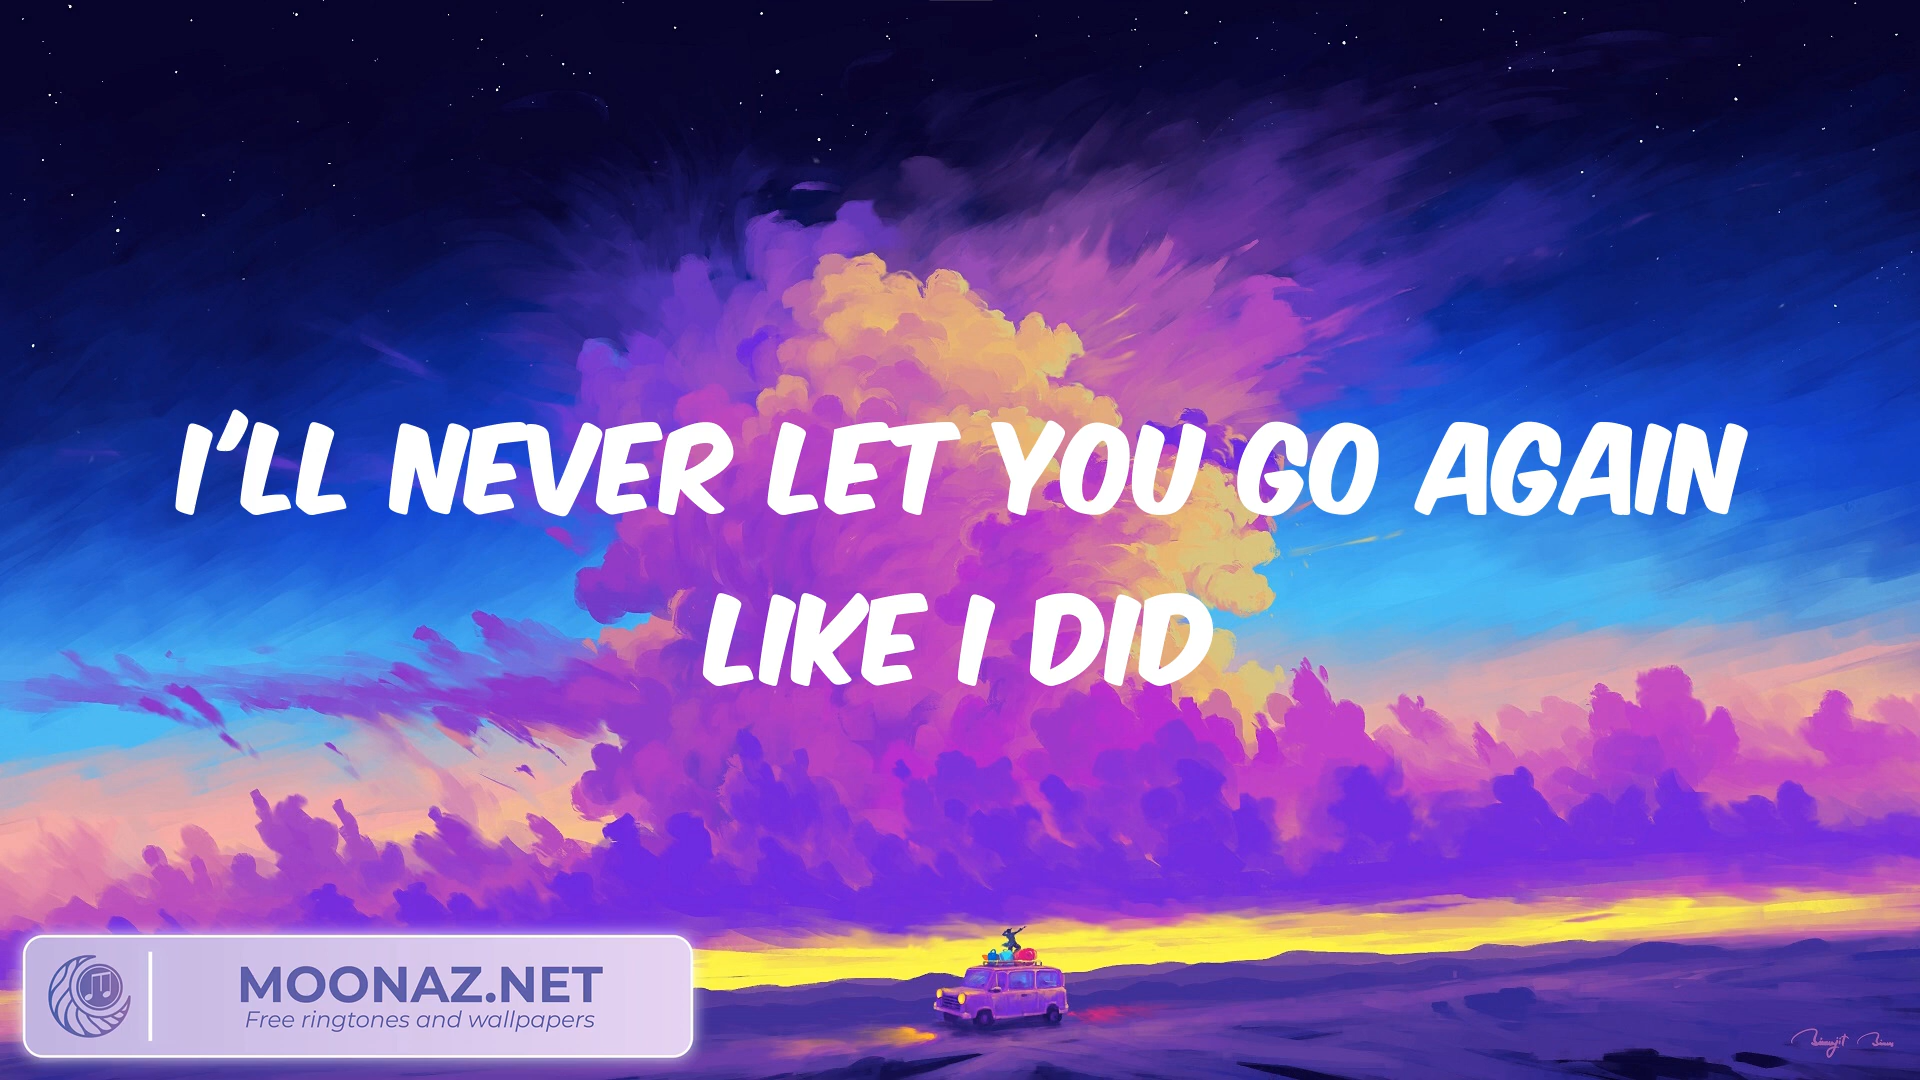 I'LL NEVER LET YOU GO AGAIN
LIKE I DID
MOONAZ.NET
Free ringtones and wallpapers